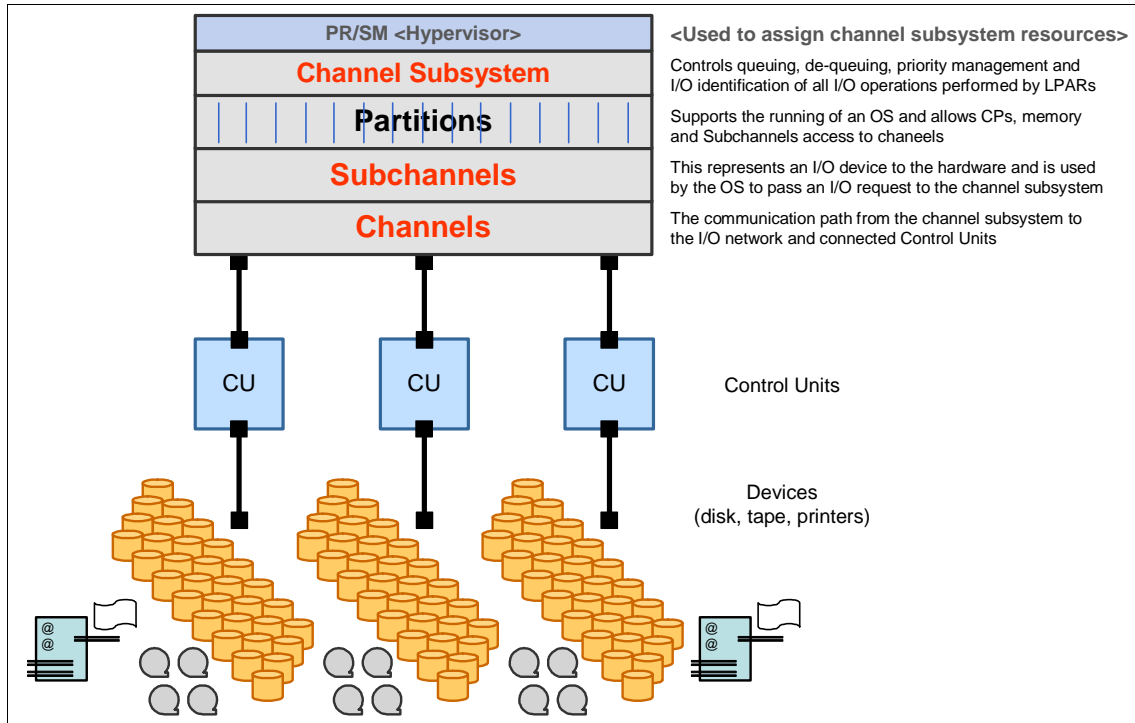 PR/SM <Hypervisor>
<Used to assign channel subsystem resources>
Channel Subsystem
Controls queuing, de-queuing, priority management and
I/O identification of all I/O operations performed by LPARs
Partitions
Supports the running of an OS and allows CPs, memory
and Subchannels access to chaneels
Subchannels
This represents an I/O device to the hardware and is used
by the OS to pass an I/O request to the channel subsystem
Channels
The communication path from the channel subsystem to
the I/O network and connected Control Units
CU
CU
CU
Control Units
Devices
(disk, tape, printers)
@
@
@
@